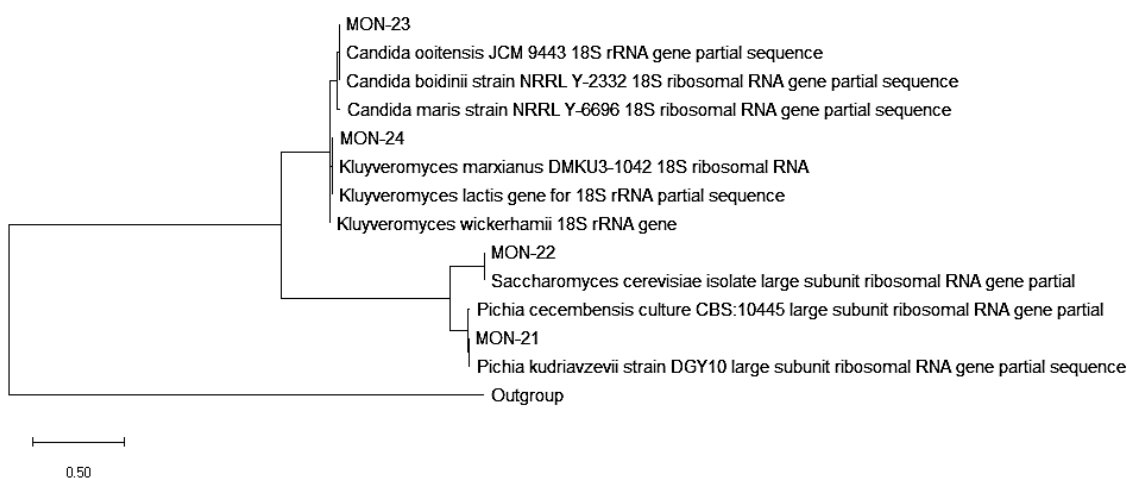 MON-23
Candida ooitensis JCM 9443 18S rRNA gene partial sequence
Candida boidinii strain NRRL Y-2332 18S ribosomal RNA gene partial sequence
Candida maris strain NRRL Y-6696 18S ribosomal RNA gene partial sequence
MON-24
Kluyveromyces marxianus DMKU3-1042 18S ribosomal RNA
Kluyveromyces lactis gene for 18S rRNA partial sequence
Kluyveromyces wickerhamii 18S rRNA gene
MON-22
Saccharomyces cerevisiae isolate large subunit ribosomal RNA gene partial
Pichia cecembensis culture CBS:10445 large subunit ribosomal RNA gene partial
MON-21
Pichia kudriavzevii strain DGY10 large subunit ribosomal RNA gene partial sequence
Outgroup
0.50